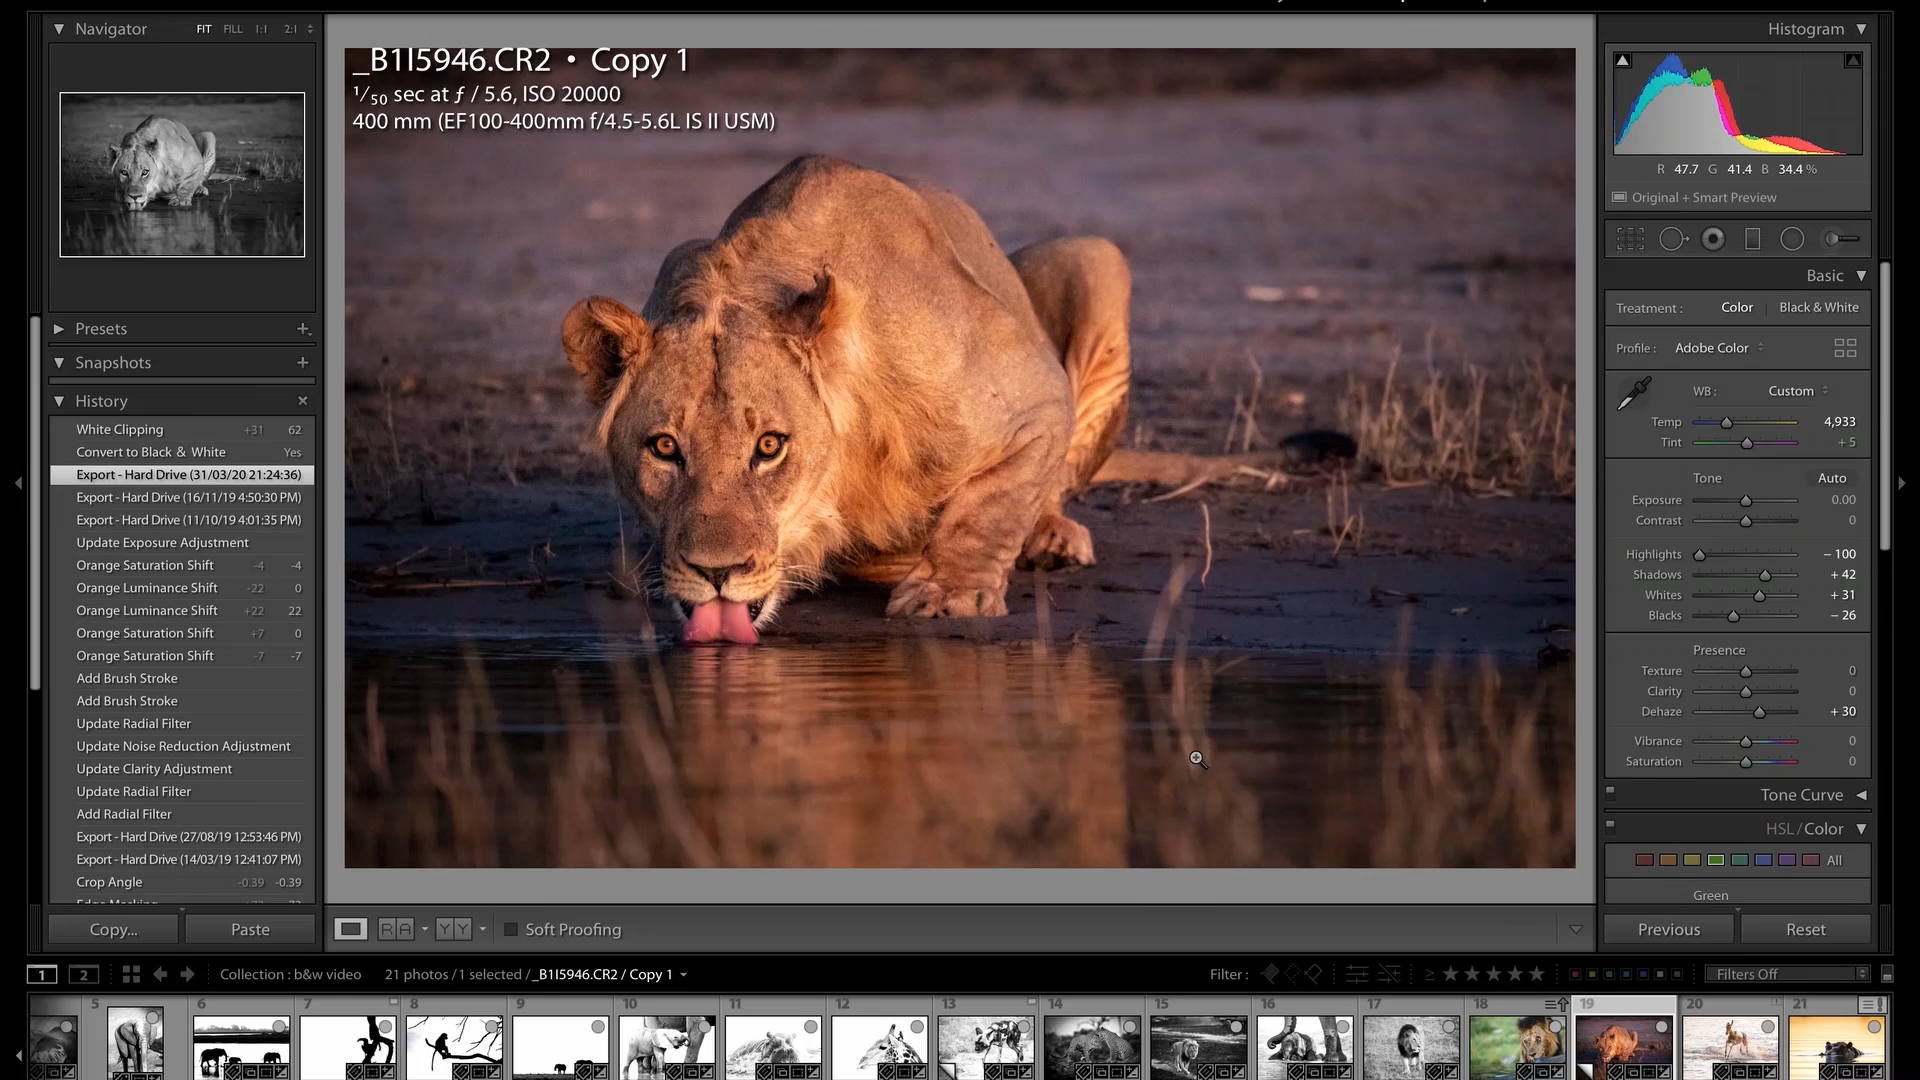 Navigator FIT FILL 1:1 2:1
Presets
Snapshots
History
White Clipping +31 62
Convert to Black & White Yes
Export - Hard Drive (31/03/20 21:24:36)
Export - Hard Drive (16/11/19 4:50:30 PM)
Export - Hard Drive (11/10/19 4:01:35 PM)
Update Exposure Adjustment
Orange Saturation Shift -4 -4
Orange Luminance Shift -22 0
Orange Luminance Shift +22 22
Orange Saturation Shift +7 0
Orange Saturation Shift -7 -7
Add Brush Stroke
Add Brush Stroke
Update Radial Filter
Update Noise Reduction Adjustment
Update Clarity Adjustment
Update Radial Filter
Add Radial Filter
Export - Hard Drive (27/08/19 12:53:46 PM)
Export - Hard Drive (14/03/19 12:41:07 PM)
Crop Angle -0.39 -0.39
Copy... Paste
_B1I5946.CR2 • Copy 1
1/50 sec at ƒ / 5.6, ISO 20000
400 mm (EF100-400mm f/4.5-5.6L IS II USM)
R A Y Y Soft Proofing
Histogram
R 47.7 G 41.4 B 34.4 %
Original + Smart Preview
Basic
Treatment : Color Black & White
Profile : Adobe Color
WB : Custom
Temp 4,933
Tint + 5
Tone Auto
Exposure 0.00
Contrast 0
Highlights − 100
Shadows + 42
Whites + 31
Blacks − 26
Presence
Texture 0
Clarity 0
Dehaze + 30
Vibrance 0
Saturation 0
Tone Curve
HSL / Color
All
Green
Previous Reset
1 2 Collection : b&w video 21 photos / 1 selected / _B1I5946.CR2 / Copy 1 Filter : ≥ ★★★★★ Filters Off
5 6 7 8 9 10 11 12 13 14 15 16 17 18 19 20 21